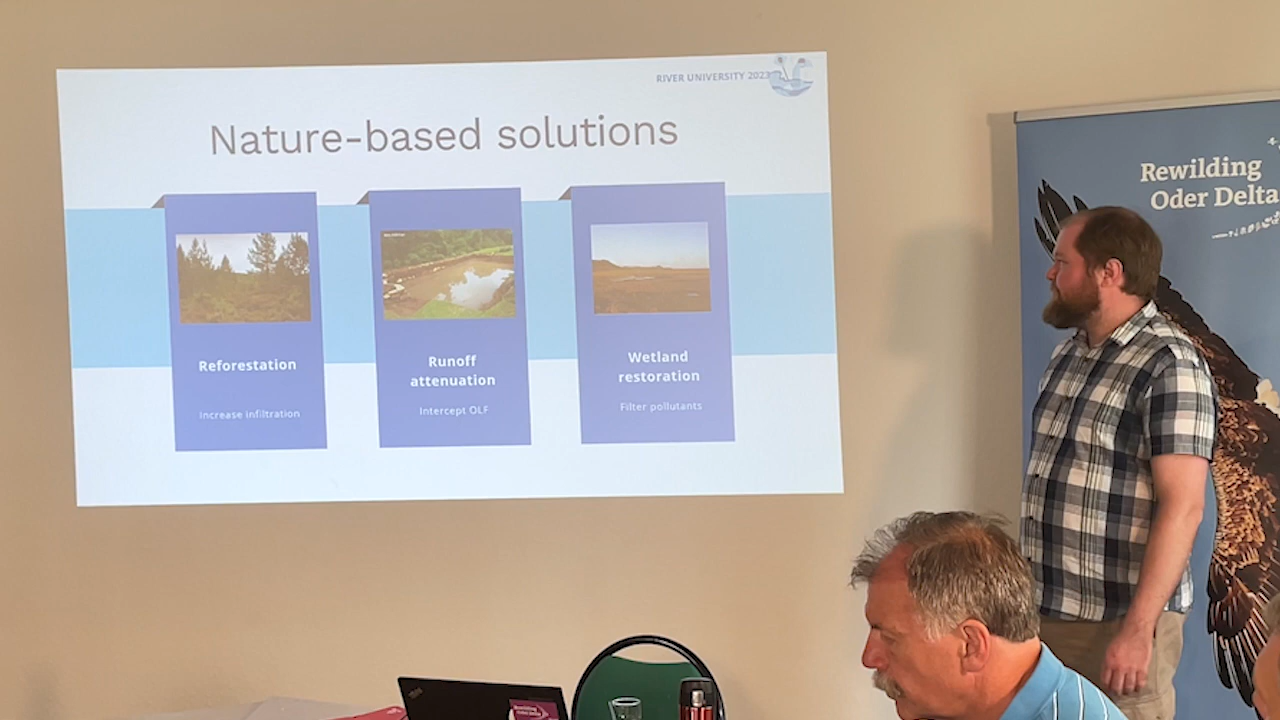 RIVER UNIVERSITY 2023
Nature-based solutions
Reforestation
Increase infiltration
Runoff
attenuation
Intercept OLF
Wetland
restoration
Filter pollutants
Rewilding
Oder Delta